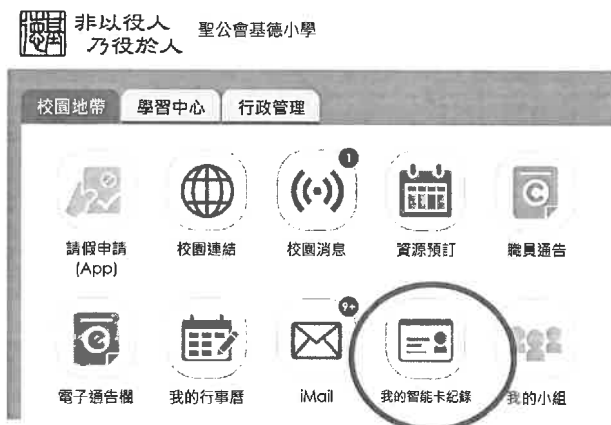 基德
非以役人
乃役於人
聖公會基德小學
校園地帶 學習中心 行政管理
1
請假申請 校園連結 校園消息 資源預訂 職員通告
(App)
9+
電子通告欄 我的行事曆 iMail 我的智能卡紀錄 我的小組